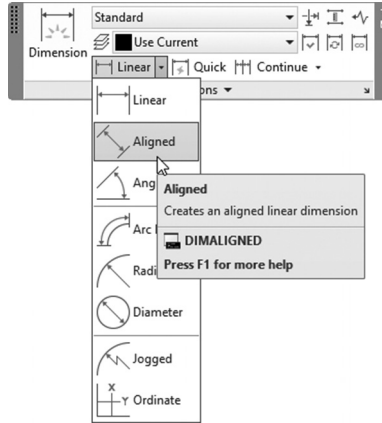 Standard
Dimension
Use Current
Linear
Quick
Continue
ons
Linear
Aligned
Ang
Aligned
Creates an aligned linear dimension
DIMALIGNED
Press F1 for more help
Arc
Radi
Diameter
Jogged
X
Y
Ordinate